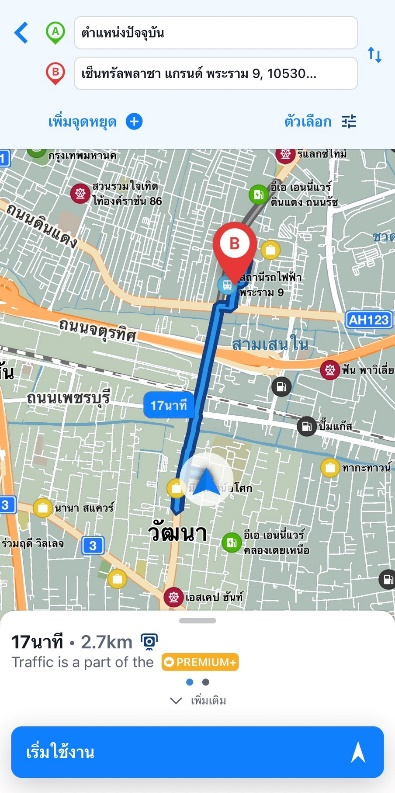 A
ตำแหน่งปัจจุบัน
B
เซ็นทรัลพลาซา แกรนด์ พระราม 9, 10530...
เพิ่มจุดหยุด
ตัวเลือก
กรุงเทพมหานค
รีแลกซ์ไทม์
สวนรวมใจเทิด
ไท้องค์ราชัน 86
อีเอ เอนนี่แวร์
ดินแดง ถนนรัช
ถนนดินแดง
B
สถานีรถไฟฟ้า
พระราม 9
AH123
ถนนจตุรทิศ
สามเสนใน
ฟัน พาวิเลีย
ถนนเพชรบุรี
17นาที
ปั๊มแก๊ส
ทากะทาวน์
โศก
3
นานา สแควร์
วัฒนา
อีเอ เอ็นนี่แวร์
คลองเตยเหนือ
ร่วมฤดี วิลเลจ
3
เอสเคป ฮันท์
17นาที • 2.7km
Traffic is a part of the PREMIUM+
เพิ่มเติม
เริ่มใช้งาน